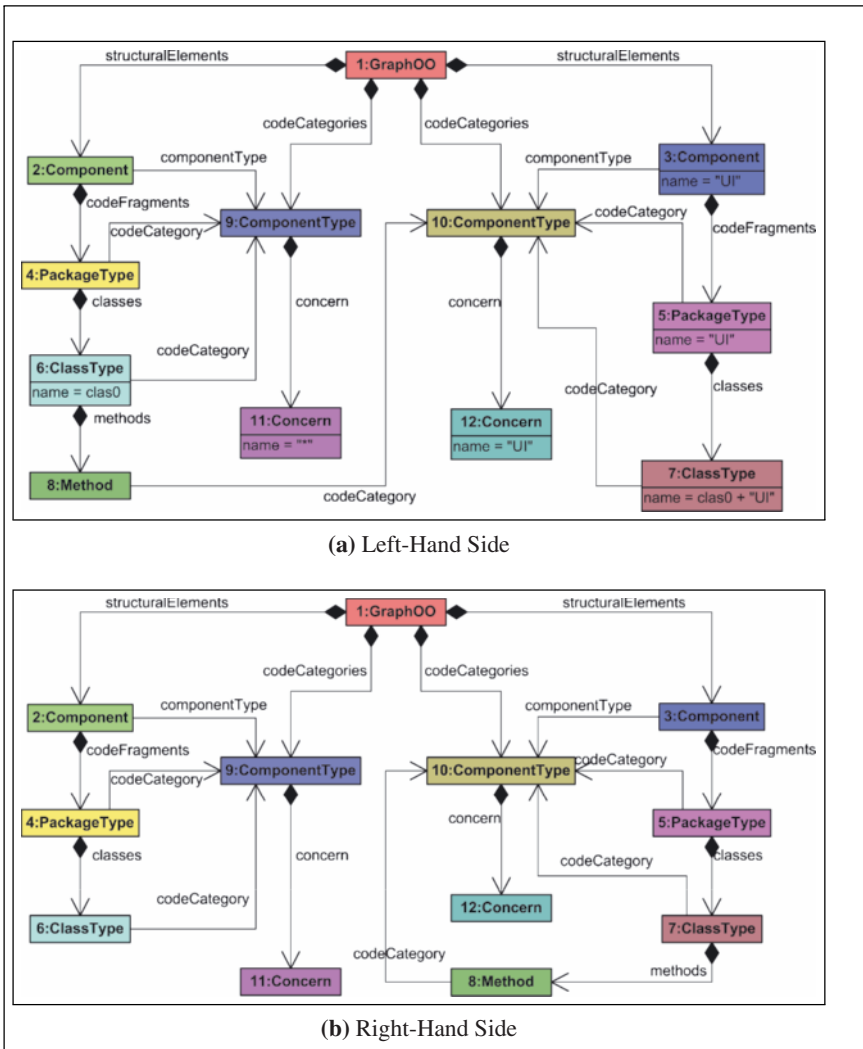 structuralElements
1:GraphOO
structuralElements
codeCategories
codeCategories
2:Component
componentType
componentType
3:Component
name = "UI"
codeFragments
codeCategory
9:ComponentType
10:ComponentType
codeCategory
codeFragments
4:PackageType
classes
concern
concern
5:PackageType
name = "UI"
6:ClassType
name = clas0
codeCategory
codeCategory
classes
methods
11:Concern
name = "*"
12:Concern
name = "UI"
8:Method
codeCategory
7:ClassType
name = clas0 + "UI"
(a) Left-Hand Side
structuralElements
1:GraphOO
structuralElements
codeCategories
codeCategories
2:Component
componentType
componentType
3:Component
codeFragments
codeCategory
9:ComponentType
10:ComponentType
codeCategory
codeFragments
4:PackageType
classes
concern
concern
5:PackageType
codeCategory
codeCategory
classes
6:ClassType
12:Concern
7:ClassType
codeCategory
methods
11:Concern
8:Method
(b) Right-Hand Side